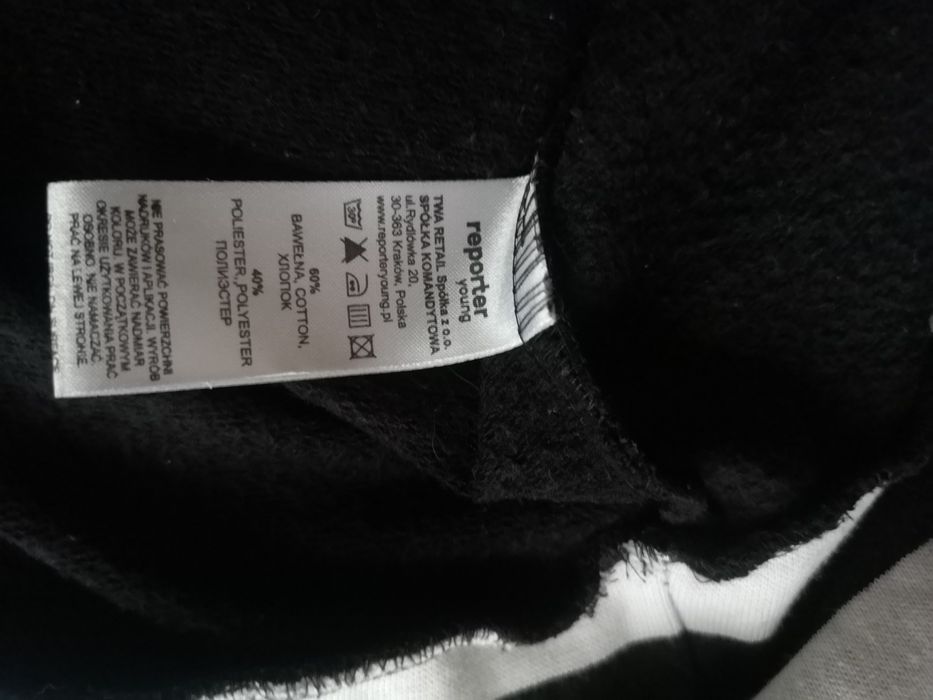 reporter
young
TWA RETAIL Spółka z o.o.
SPÓŁKA KOMANDYTOWA
ul.Rydlówka 20,
30-363 Kraków, Polska
www.reporteryoung.pl
30°
60%
BAWEŁNA, COTTON,
ХЛОПОК
40%
POLIESTER, POLYESTER
ПОЛИЭСТЕР
NIE PRASOWAĆ POWIERZCHNI
NADRUKÓW I APLIKACJI. WYRÓB
MOŻE ZAWIERAĆ NADMIAR
KOLORU. W POCZĄTKOWYM
OKRESIE UŻYTKOWANIA PRAĆ
OSOBNO. NIE NAMACZAĆ.
PRAĆ NA LEWEJ STRONIE.